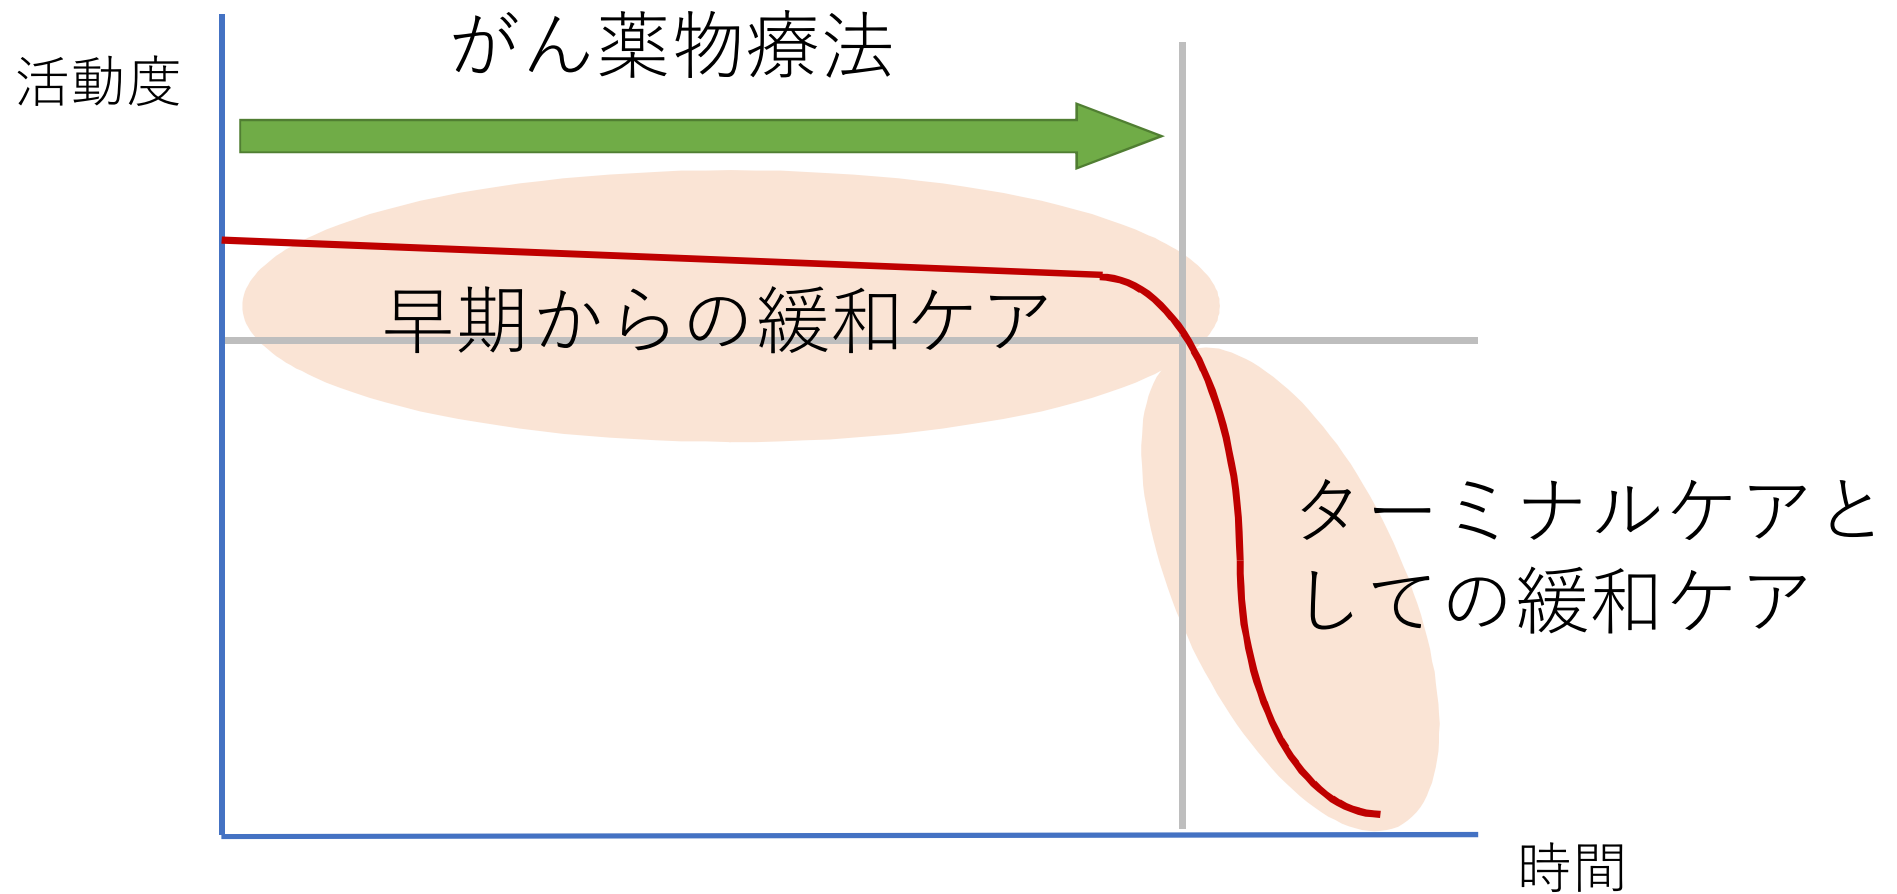 がん薬物療法
活動度
早期からの緩和ケア
ターミナルケアと
しての緩和ケア
時間